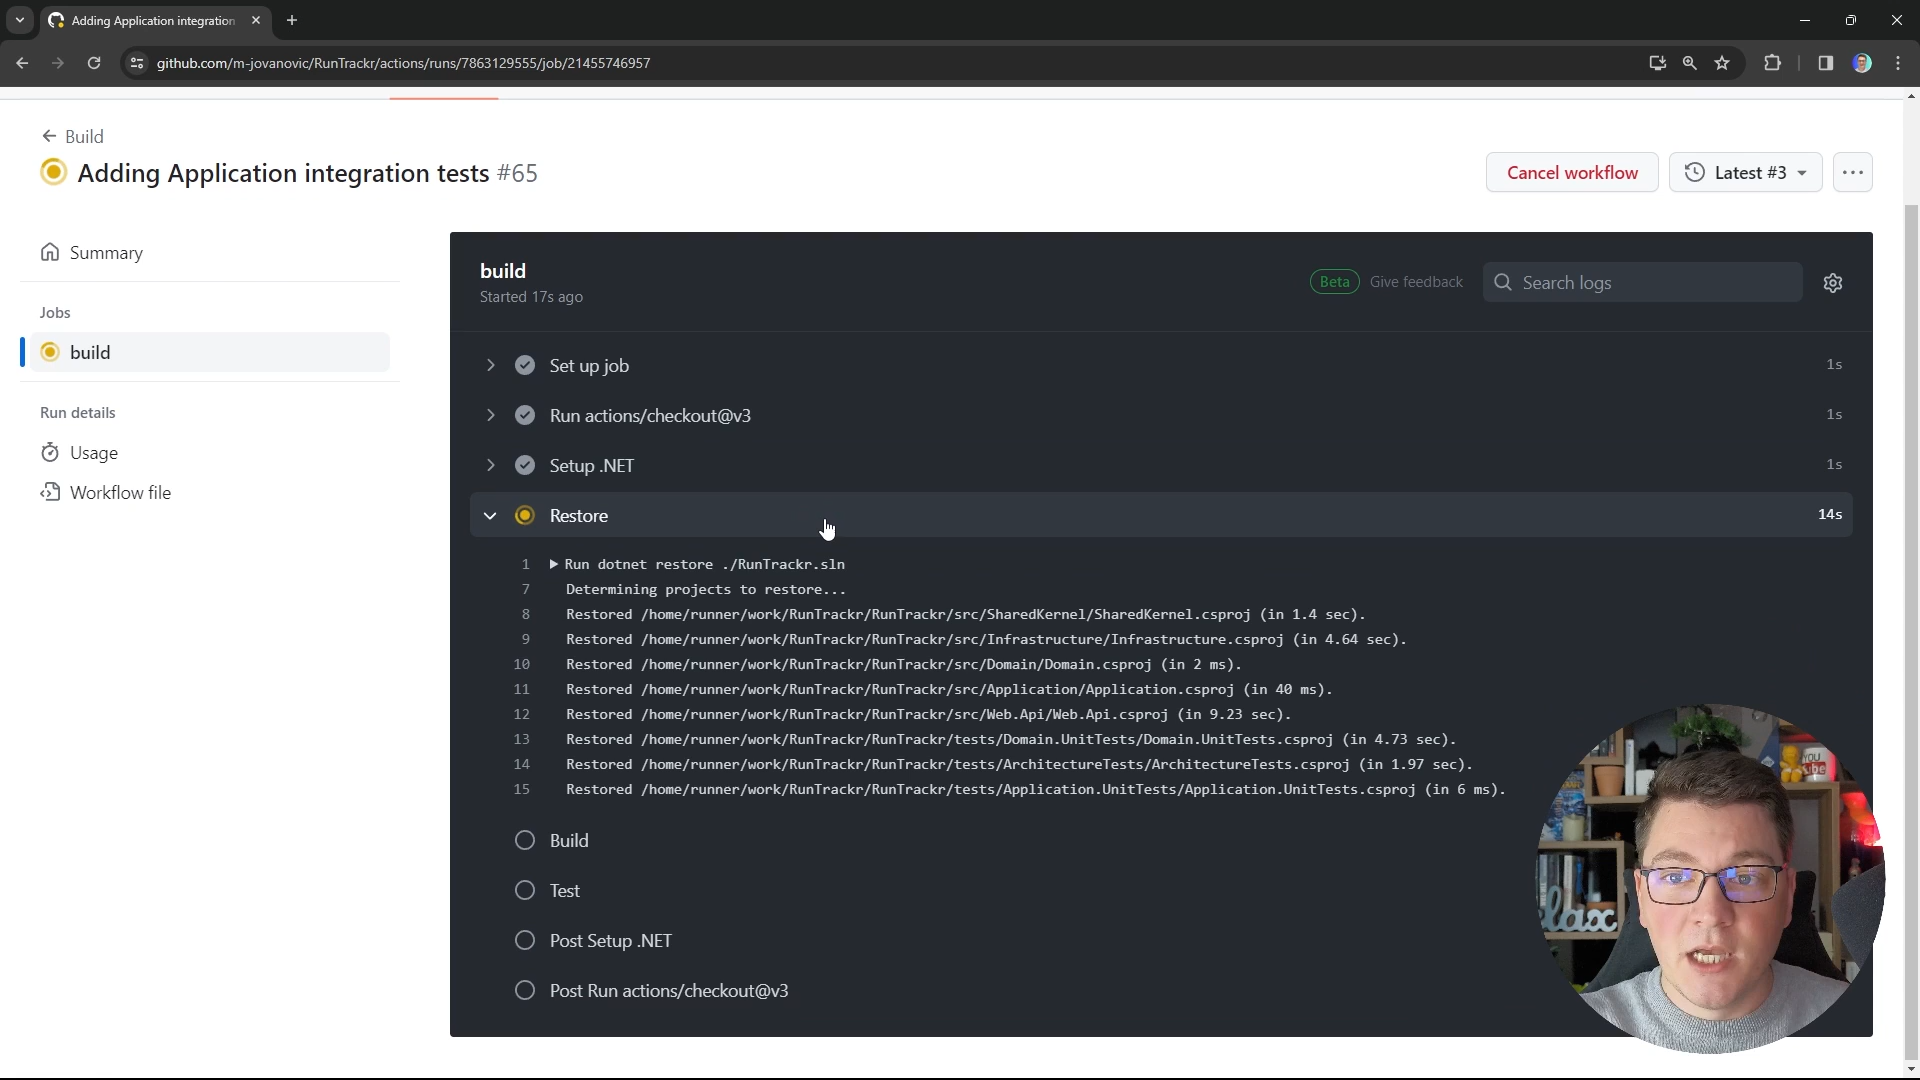 Adding Application integration
github.com/m-jovanovic/RunTrackr/actions/runs/7863129555/job/21455746957
Build
Adding Application integration tests #65
Cancel workflow
Latest #3
Summary
Jobs
build
Run details
Usage
Workflow file
build
Started 17s ago
Beta
Give feedback
Search logs
Set up job
1s
Run actions/checkout@v3
1s
Setup .NET
1s
Restore
14s
1 Run dotnet restore ./RunTrackr.sln
7 Determining projects to restore...
8 Restored /home/runner/work/RunTrackr/RunTrackr/src/SharedKernel/SharedKernel.csproj (in 1.4 sec).
9 Restored /home/runner/work/RunTrackr/RunTrackr/src/Infrastructure/Infrastructure.csproj (in 4.64 sec).
10 Restored /home/runner/work/RunTrackr/RunTrackr/src/Domain/Domain.csproj (in 2 ms).
11 Restored /home/runner/work/RunTrackr/RunTrackr/src/Application/Application.csproj (in 40 ms).
12 Restored /home/runner/work/RunTrackr/RunTrackr/src/Web.Api/Web.Api.csproj (in 9.23 sec).
13 Restored /home/runner/work/RunTrackr/RunTrackr/tests/Domain.UnitTests/Domain.UnitTests.csproj (in 4.73 sec).
14 Restored /home/runner/work/RunTrackr/RunTrackr/tests/ArchitectureTests/ArchitectureTests.csproj (in 1.97 sec).
15 Restored /home/runner/work/RunTrackr/RunTrackr/tests/Application.UnitTests/Application.UnitTests.csproj (in 6 ms).
Build
Test
Post Setup .NET
Post Run actions/checkout@v3
YOU